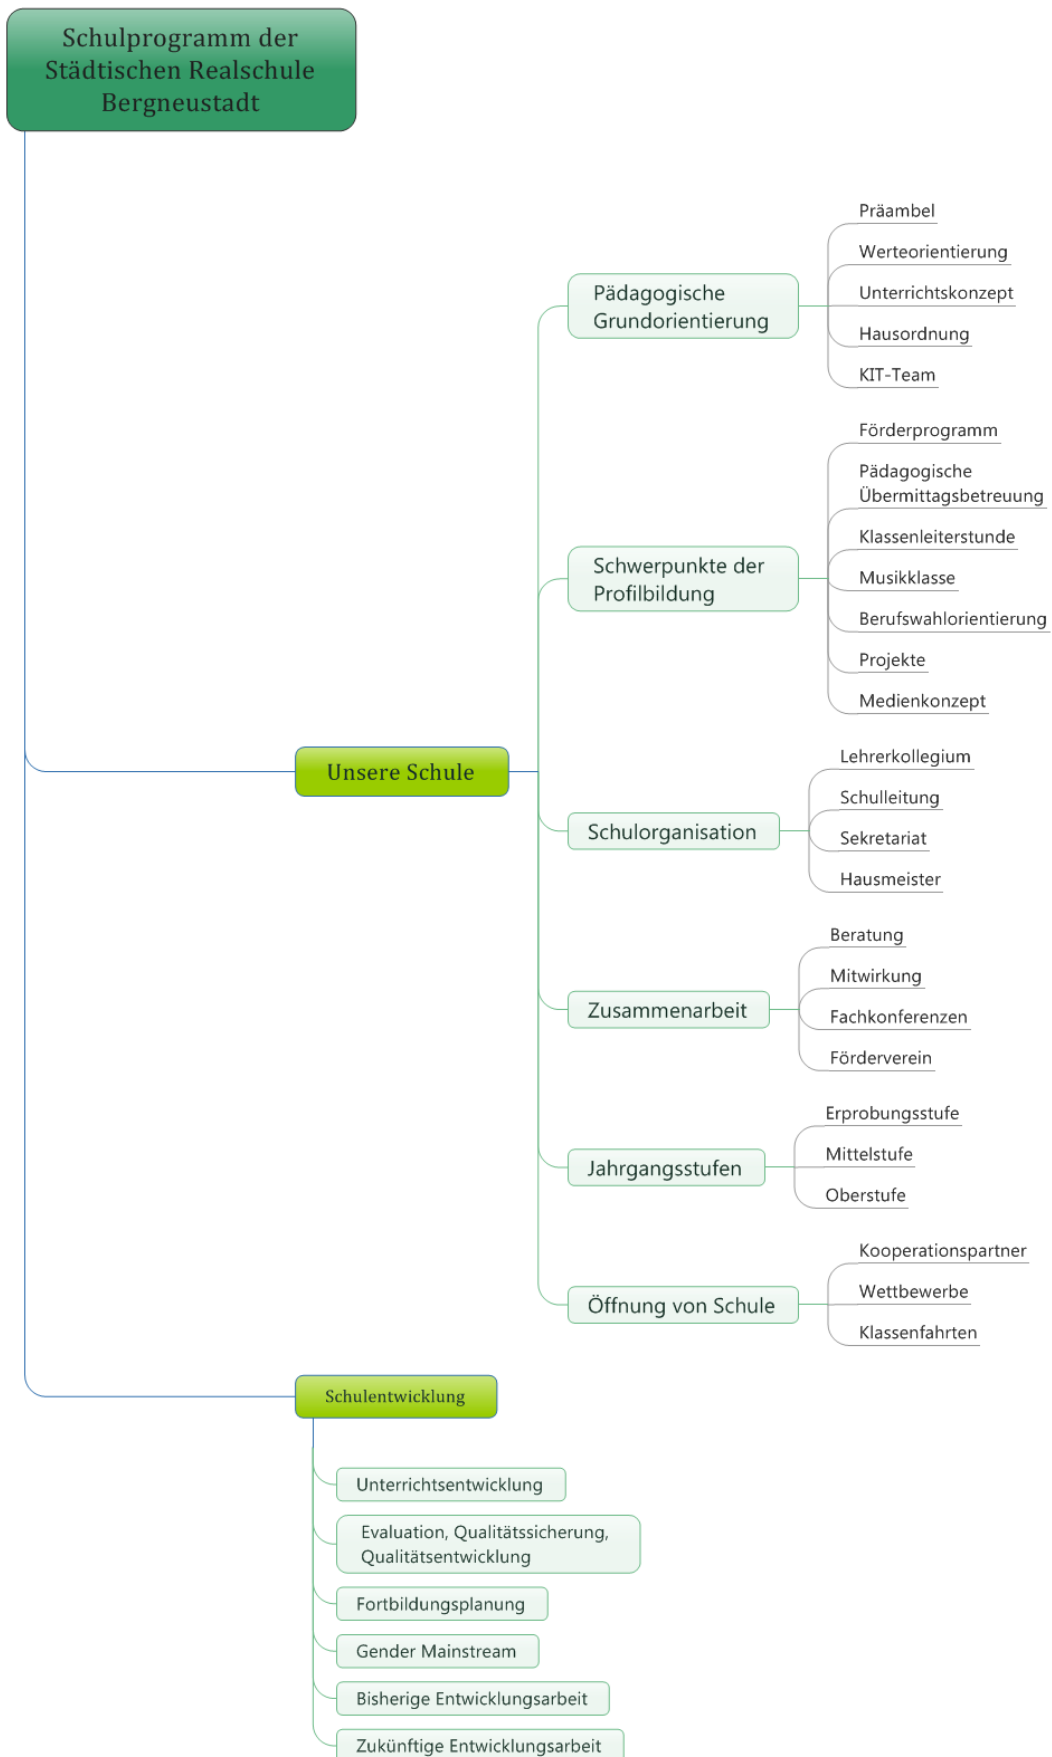 Schulprogramm der
Städtischen Realschule
Bergneustadt
Unsere Schule
Pädagogische
Grundorientierung
Präambel
Werteorientierung
Unterrichtskonzept
Hausordnung
KIT-Team
Schwerpunkte der
Profilbildung
Förderprogramm
Pädagogische
Übermittagsbetreuung
Klassenleiterstunde
Musikklasse
Berufswahlorientierung
Projekte
Medienkonzept
Schulorganisation
Lehrerkollegium
Schulleitung
Sekretariat
Hausmeister
Zusammenarbeit
Beratung
Mitwirkung
Fachkonferenzen
Förderverein
Jahrgangsstufen
Erprobungsstufe
Mittelstufe
Oberstufe
Öffnung von Schule
Kooperationspartner
Wettbewerbe
Klassenfahrten
Schulentwicklung
Unterrichtsentwicklung
Evaluation, Qualitätssicherung,
Qualitätsentwicklung
Fortbildungsplanung
Gender Mainstream
Bisherige Entwicklungsarbeit
Zukünftige Entwicklungsarbeit